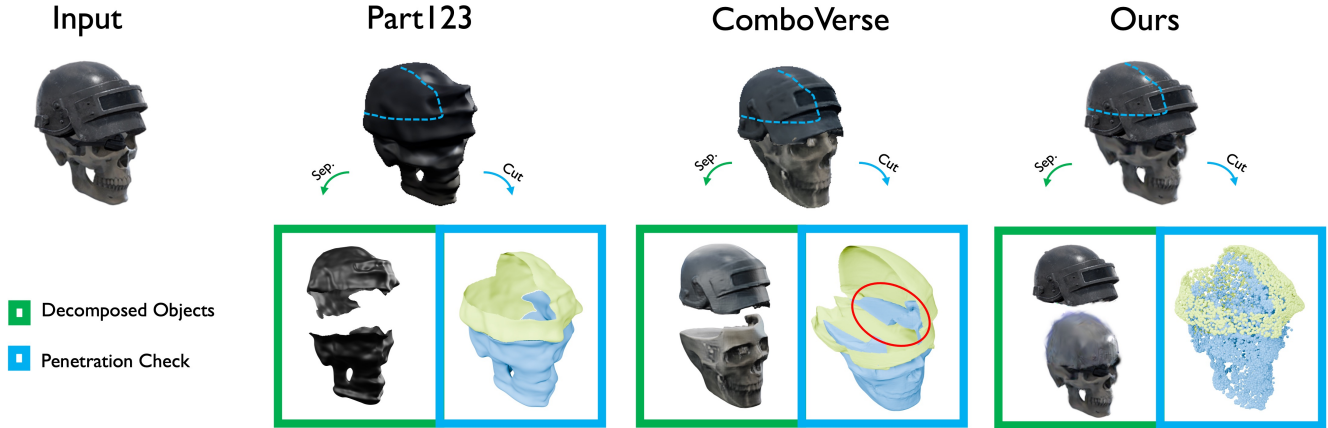 Input
Part123
ComboVerse
Ours
Sep.
Cut
Sep.
Cut
Sep.
Cut
Decomposed Objects
Penetration Check